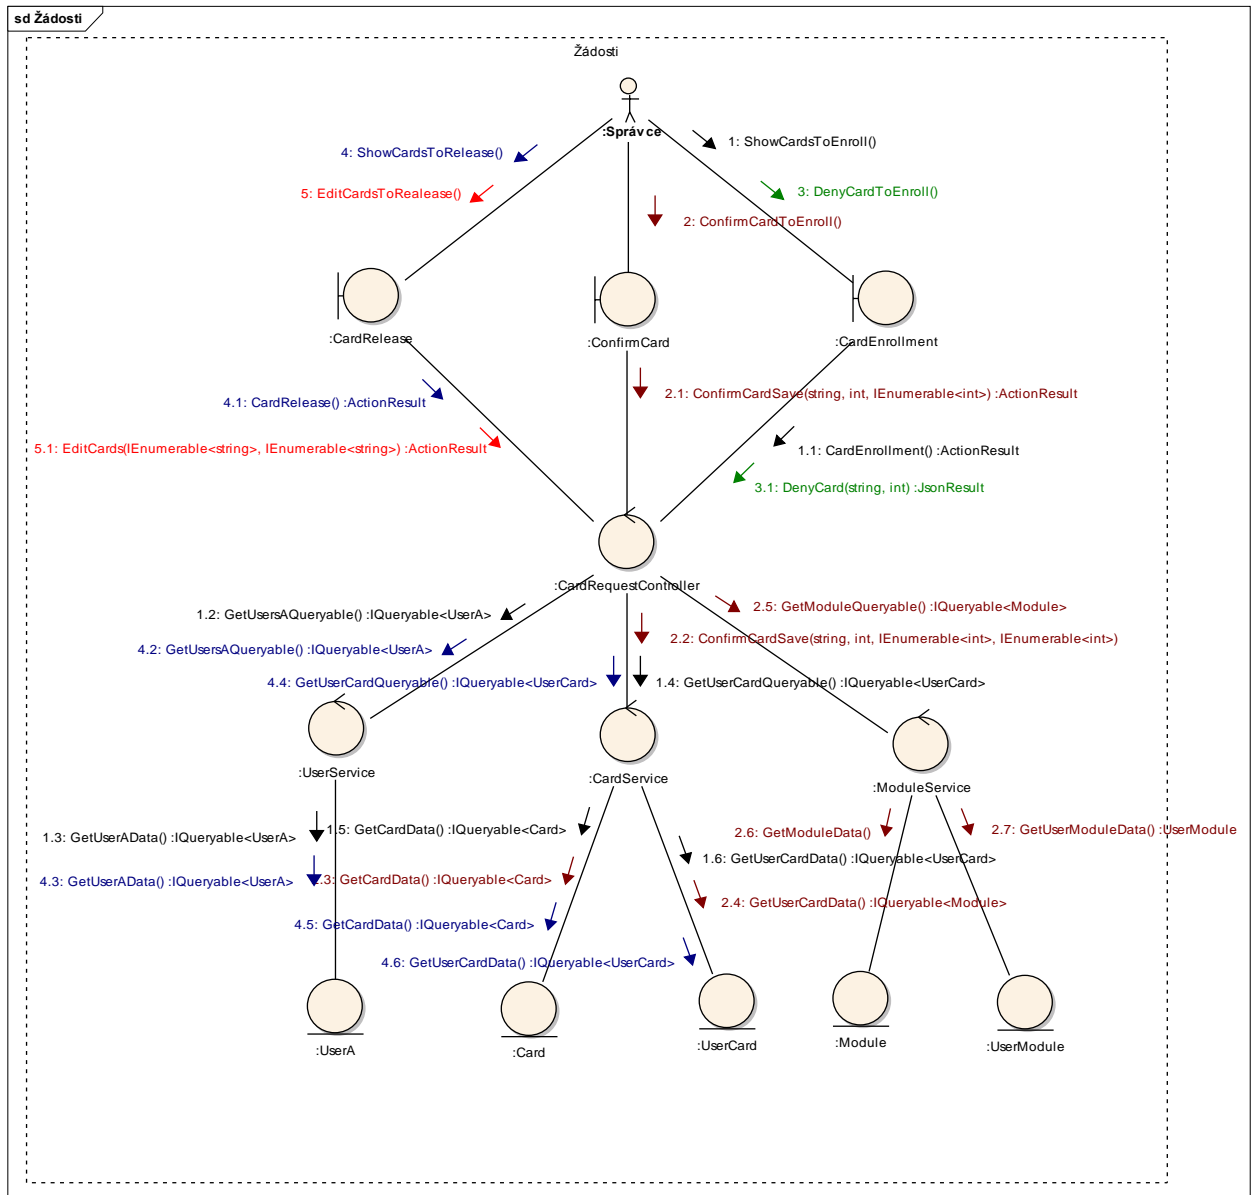 sd Žádosti
Žádosti
:Správce
4: ShowCardsToRelease()
1: ShowCardsToEnroll()
5: EditCardsToRealease()
3: DenyCardToEnroll()
2: ConfirmCardToEnroll()
:CardRelease
:ConfirmCard
:CardEnrollment
4.1: CardRelease() :ActionResult
2.1: ConfirmCardSave(string, int, IEnumerable<int>) :ActionResult
5.1: EditCards(IEnumerable<string>, IEnumerable<string>) :ActionResult
1.1: CardEnrollment() :ActionResult
3.1: DenyCard(string, int) :JsonResult
:CardRequestController
1.2: GetUsersAQueryable() :IQueryable<UserA>
2.5: GetModuleQueryable() :IQueryable<Module>
4.2: GetUsersAQueryable() :IQueryable<UserA>
2.2: ConfirmCardSave(string, int, IEnumerable<int>, IEnumerable<int>)
4.4: GetUserCardQueryable() :IQueryable<UserCard>
1.4: GetUserCardQueryable() :IQueryable<UserCard>
:UserService
:CardService
:ModuleService
1.3: GetUserAData() :IQueryable<UserA>
1.5: GetCardData() :IQueryable<Card>
2.6: GetModuleData()
2.7: GetUserModuleData() :UserModule
1.6: GetUserCardData() :IQueryable<UserCard>
4.3: GetUserAData() :IQueryable<UserA>
2.3: GetCardData() :IQueryable<Card>
2.4: GetUserCardData() :IQueryable<Module>
4.5: GetCardData() :IQueryable<Card>
4.6: GetUserCardData() :IQueryable<UserCard>
:UserA
:Card
:UserCard
:Module
:UserModule